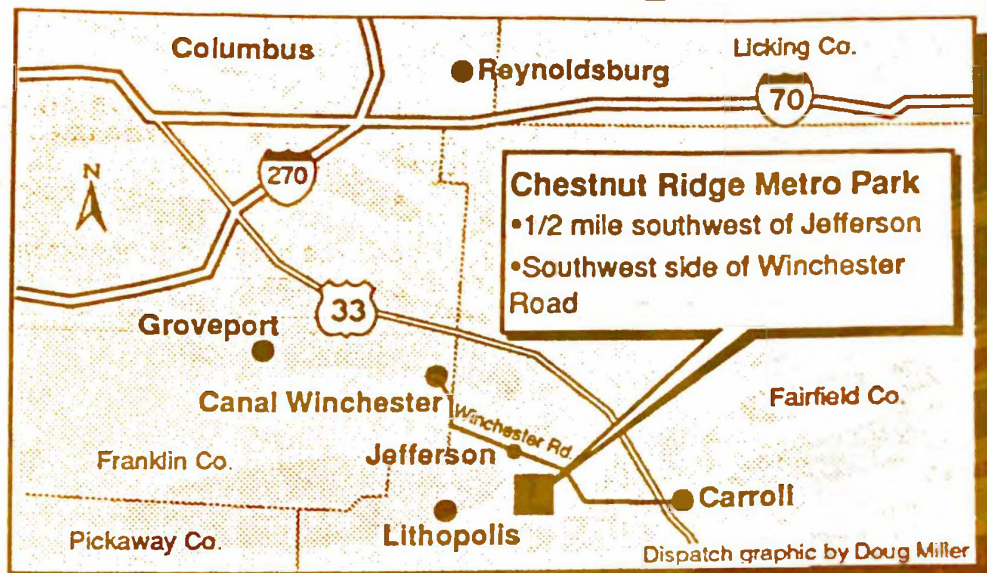 Columbus
Licking Co.
Reynoldsburg
70
270
N
Chestnut Ridge Metro Park
•1/2 mile southwest of Jefferson
•Southwest side of Winchester
Road
33
Groveport
Canal Winchester
Fairfield Co.
Winchester Rd.
Jefferson
Franklin Co.
Carroll
Lithopolis
Pickaway Co.
Dispatch graphic by Doug Miller